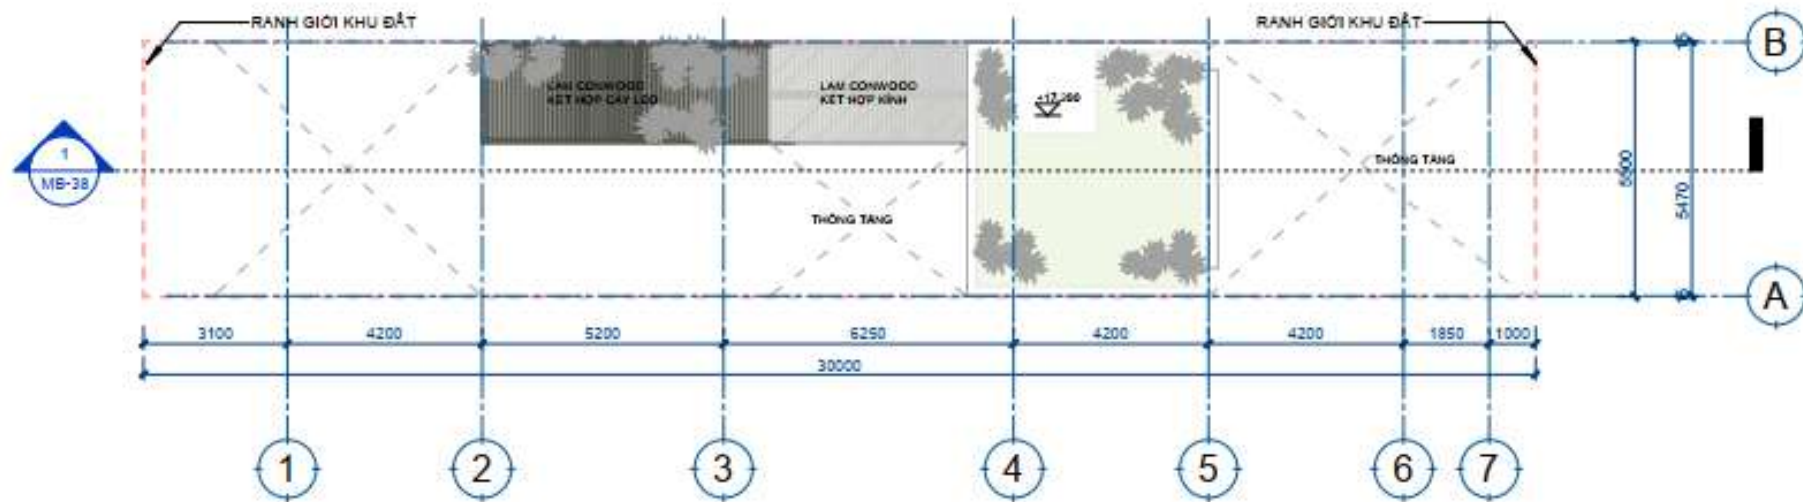 RANH GIỚI KHU ĐẤT
RANH GIỚI KHU ĐẤT
B
LAM CONWOOD
KẾT HỢP CÂY LEO
LAM CONWOOD
KẾT HỢP KÍNH
1
MB-38
THÔNG TẦNG
THÔNG TẦNG
5470
A
3100
4200
5200
6250
4200
4200
1850
1000
30000
1
2
3
4
5
6
7